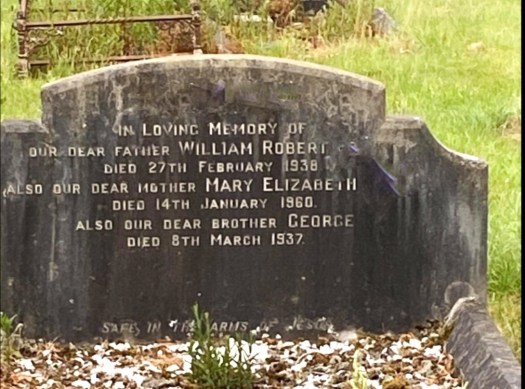 IN LOVING MEMORY OF
OUR DEAR FATHER WILLIAM ROBERT
DIED 27TH FEBRUARY 1938
ALSO OUR DEAR MOTHER MARY ELIZABETH
DIED 14TH JANUARY 1960.
ALSO OUR DEAR BROTHER GEORGE
DIED 8TH MARCH 1937.
SAFE IN THE ARMS OF JESUS